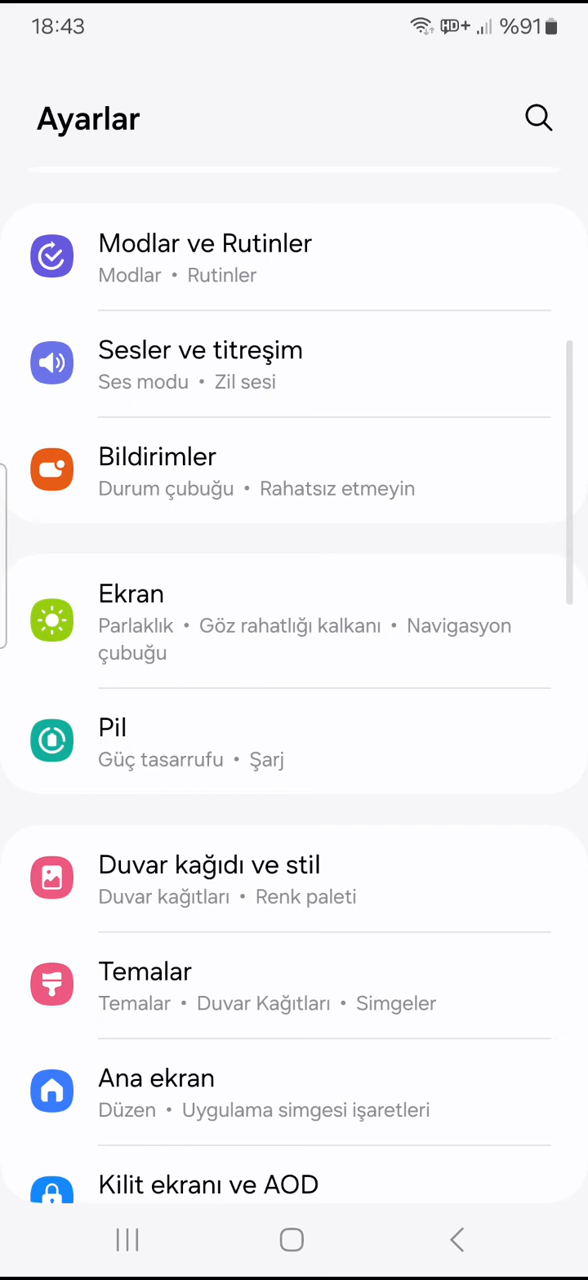 18:43
HD+ %91
Ayarlar
Modlar ve Rutinler
Modlar • Rutinler
Sesler ve titreşim
Ses modu • Zil sesi
Bildirimler
Durum çubuğu • Rahatsız etmeyin
Ekran
Parlaklık • Göz rahatlığı kalkanı • Navigasyon
çubuğu
Pil
Güç tasarrufu • Şarj
Duvar kağıdı ve stil
Duvar kağıtları • Renk paleti
Temalar
Temalar • Duvar Kağıtları • Simgeler
Ana ekran
Düzen • Uygulama simgesi işaretleri
Kilit ekranı ve AOD